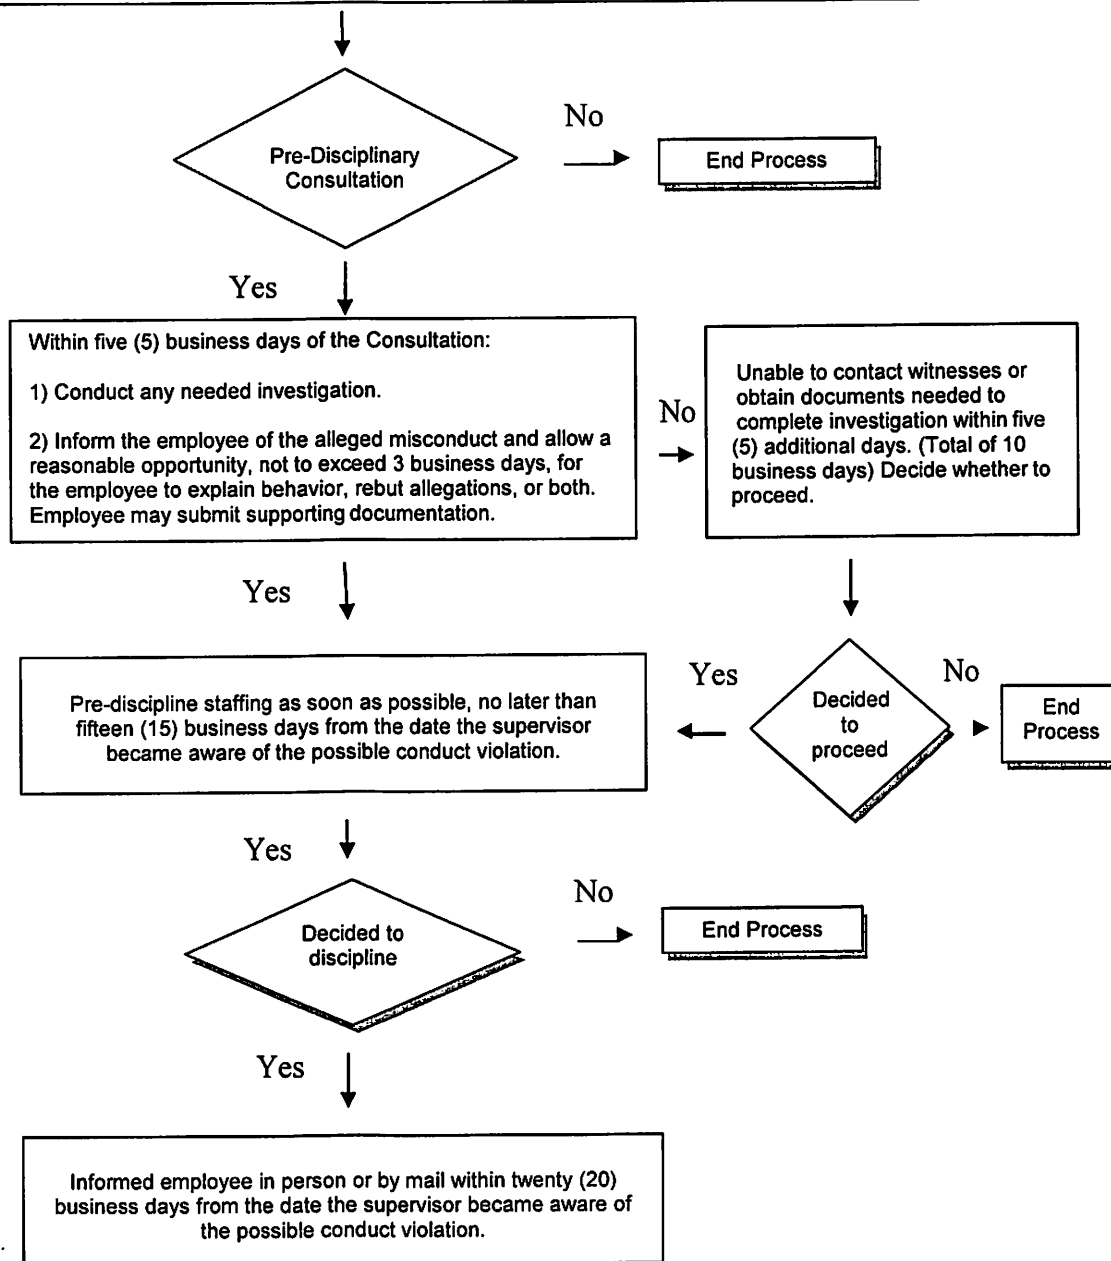 No
Pre-Disciplinary
Consultation
End Process
Yes
Within five (5) business days of the Consultation:
1) Conduct any needed investigation.
2) Inform the employee of the alleged misconduct and allow a
reasonable opportunity, not to exceed 3 business days, for
the employee to explain behavior, rebut allegations, or both.
Employee may submit supporting documentation.
No
Unable to contact witnesses or
obtain documents needed to
complete investigation within five
(5) additional days. (Total of 10
business days) Decide whether to
proceed.
Yes
Pre-discipline staffing as soon as possible, no later than
fifteen (15) business days from the date the supervisor
became aware of the possible conduct violation.
Yes
Decided
to
proceed
No
End
Process
Yes
Decided to
discipline
No
End Process
Yes
Informed employee in person or by mail within twenty (20)
business days from the date the supervisor became aware of
the possible conduct violation.